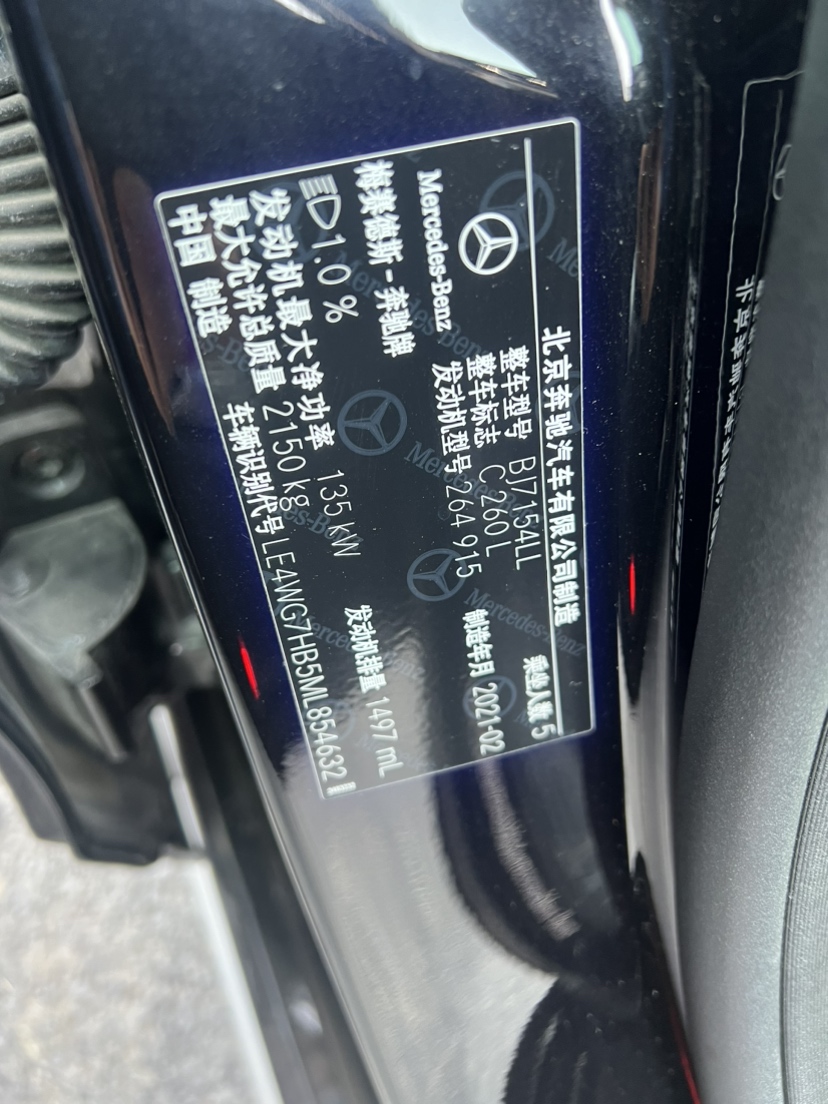 北京奔驰汽车有限公司制造
Mercedes-Benz
整车型号 BJ7154LL
乘坐人数 5
整车标志 C 260 L
发动机型号 264 915
制造年月 2021-02
梅赛德斯-奔驰牌
1.0 %
发动机最大净功率 135 kW
发动机排量 1497 mL
最大允许总质量 2150 kg
中国 制造
车辆识别代号 LE4WG7HB5ML854632